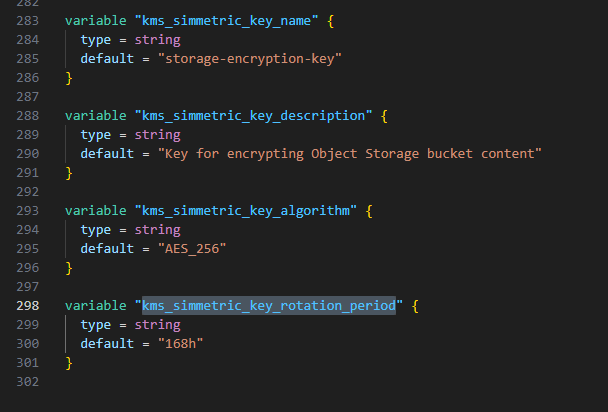 282
283 variable "kms_simmetric_key_name" {
284   type = string
285   default = "storage-encryption-key"
286 }
287
288 variable "kms_simmetric_key_description" {
289   type = string
290   default = "Key for encrypting Object Storage bucket content"
291 }
292
293 variable "kms_simmetric_key_algorithm" {
294   type = string
295   default = "AES_256"
296 }
297
298 variable "kms_simmetric_key_rotation_period" {
299   type = string
300   default = "168h"
301 }
302